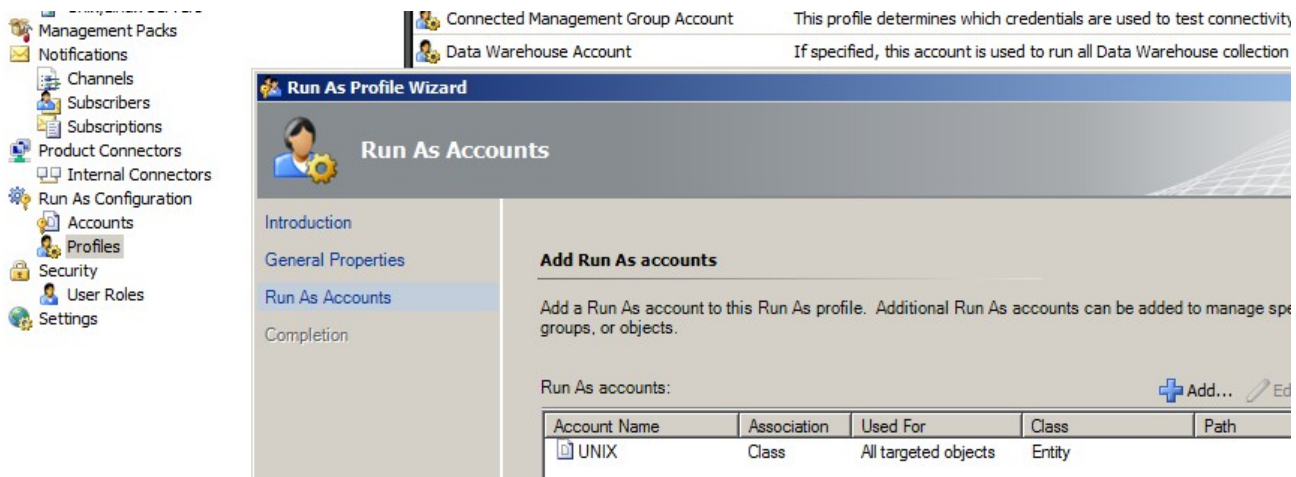 Management Packs
Notifications
Channels
Subscribers
Subscriptions
Product Connectors
Internal Connectors
Run As Configuration
Accounts
Profiles
Security
User Roles
Settings
Connected Management Group Account This profile determines which credentials are used to test connectivity
Data Warehouse Account If specified, this account is used to run all Data Warehouse collection
Run As Profile Wizard
Run As Accounts
Introduction
General Properties
Run As Accounts
Completion
Add Run As accounts
Add a Run As account to this Run As profile. Additional Run As accounts can be added to manage spe
groups, or objects.
Run As accounts:
Add... Ed
Account Name Association Used For Class Path
UNIX Class All targeted objects Entity